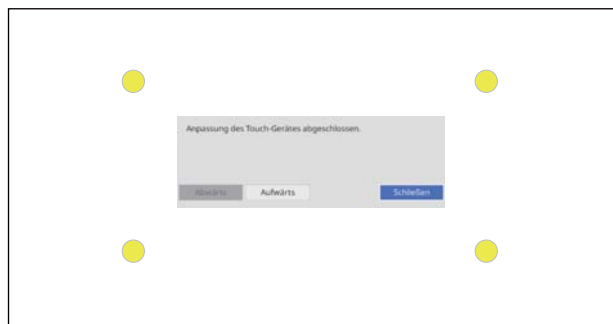 Anpassung des Touch-Gerätes abgeschlossen.
Abwärts Aufwärts Schließen